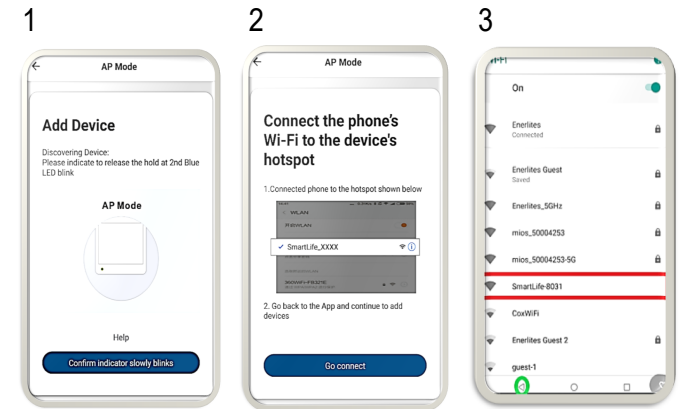 1
2
3
AP Mode
Add Device
Discovering Device:
Please indicate to release the hold at 2nd Blue
LED blink
AP Mode
Help
Confirm indicator slowly blinks
AP Mode
Connect the phone's
Wi-Fi to the device's
hotspot
1.Connected phone to the hotspot shown below
WLAN
SmartLife_XXXX
2. Go back to the App and continue to add
devices
Go connect
On
Enerlites
Connected
Enerlites Guest
Saved
Enerlites_5GHz
mios_50004253
mios_50004253-5G
SmartLife-8031
CoxWiFi
Enerlites Guest 2
guest-1